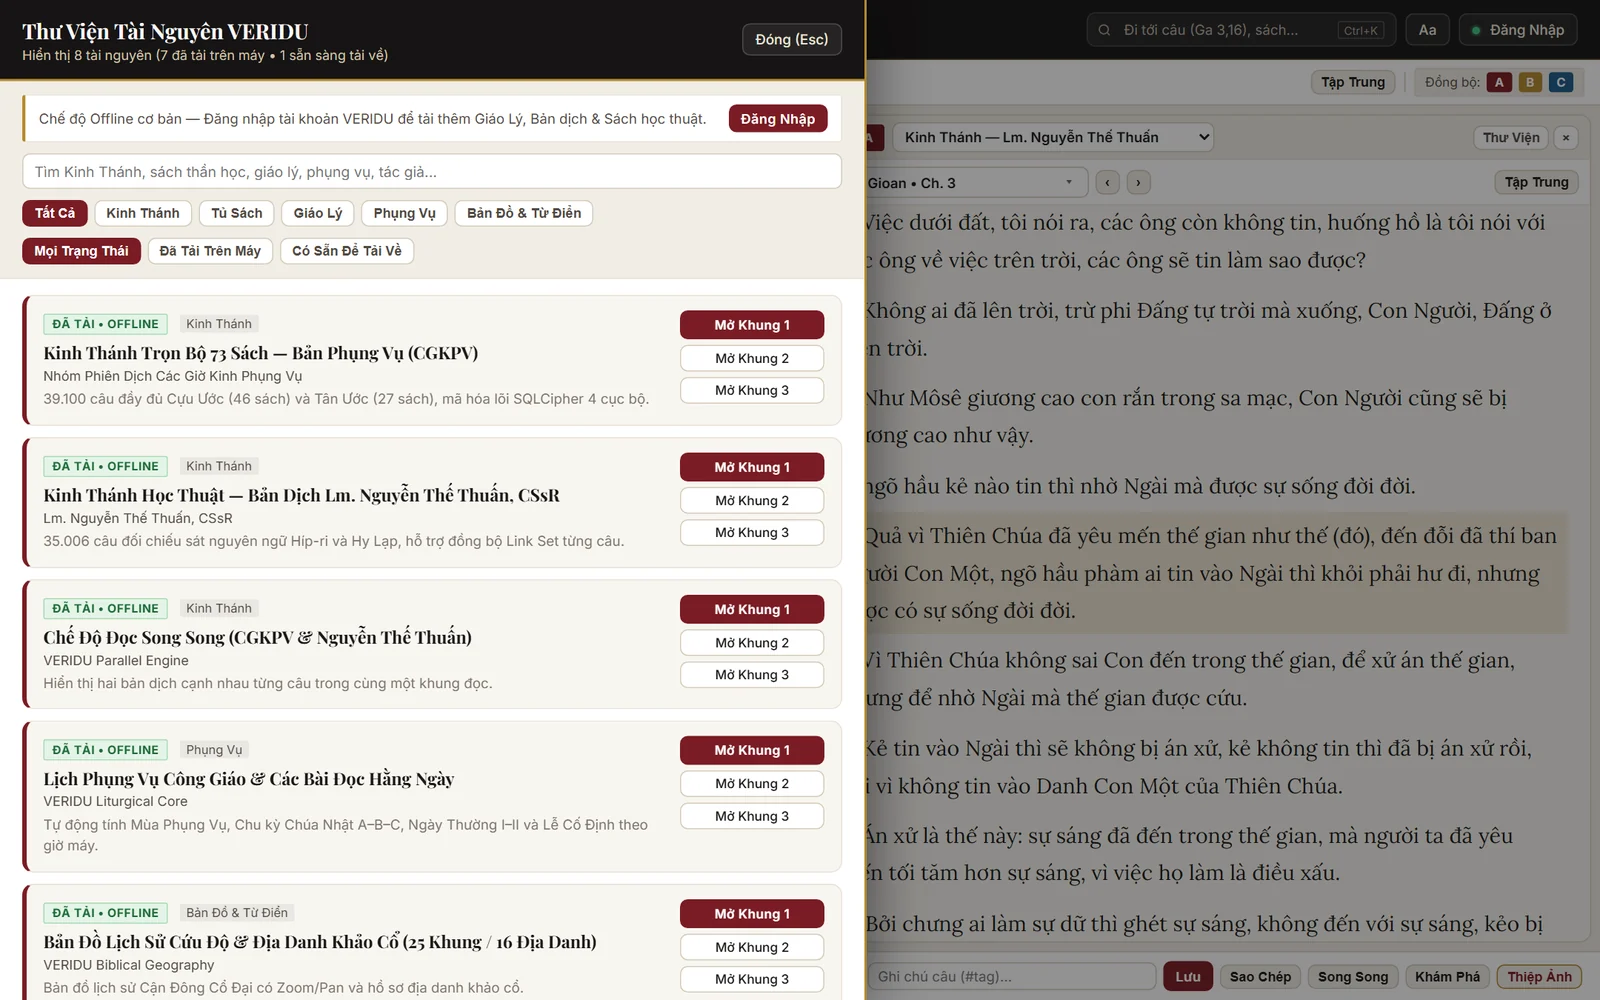 Thư Viện Tài Nguyên VERIDU
Hiển thị 8 tài nguyên (7 đã tải trên máy • 1 sẵn sàng tải về)
Đóng (Esc)
Chế độ Offline cơ bản — Đăng nhập tài khoản VERIDU để tải thêm Giáo Lý, Bản dịch & Sách học thuật.
Đăng Nhập
Tìm Kinh Thánh, sách thần học, giáo lý, phụng vụ, tác giả...
Tất Cả
Kinh Thánh
Tủ Sách
Giáo Lý
Phụng Vụ
Bản Đồ & Từ Điển
Mọi Trạng Thái
Đã Tải Trên Máy
Có Sẵn Để Tải Về
ĐÃ TẢI • OFFLINE
Kinh Thánh
Kinh Thánh Trọn Bộ 73 Sách — Bản Phụng Vụ (CGKPV)
Nhóm Phiên Dịch Các Giờ Kinh Phụng Vụ
39.100 câu đầy đủ Cựu Ước (46 sách) và Tân Ước (27 sách), mã hóa lõi SQLCipher 4 cục bộ.
Mở Khung 1
Mở Khung 2
Mở Khung 3
ĐÃ TẢI • OFFLINE
Kinh Thánh
Kinh Thánh Học Thuật — Bản Dịch Lm. Nguyễn Thế Thuấn, CSsR
Lm. Nguyễn Thế Thuấn, CSsR
35.006 câu đối chiếu sát nguyên ngữ Híp-ri và Hy Lạp, hỗ trợ đồng bộ Link Set từng câu.
Mở Khung 1
Mở Khung 2
Mở Khung 3
ĐÃ TẢI • OFFLINE
Kinh Thánh
Chế Độ Đọc Song Song (CGKPV & Nguyễn Thế Thuấn)
VERIDU Parallel Engine
Hiển thị hai bản dịch cạnh nhau từng câu trong cùng một khung đọc.
Mở Khung 1
Mở Khung 2
Mở Khung 3
ĐÃ TẢI • OFFLINE
Phụng Vụ
Lịch Phụng Vụ Công Giáo & Các Bài Đọc Hằng Ngày
VERIDU Liturgical Core
Tự động tính Mùa Phụng Vụ, Chu kỳ Chúa Nhật A–B–C, Ngày Thường I–II và Lễ Cố Định theo
giờ máy.
Mở Khung 1
Mở Khung 2
Mở Khung 3
ĐÃ TẢI • OFFLINE
Bản Đồ & Từ Điển
Bản Đồ Lịch Sử Cứu Độ & Địa Danh Khảo Cổ (25 Khung / 16 Địa Danh)
VERIDU Biblical Geography
Bản đồ lịch sử Cận Đông Cổ Đại có Zoom/Pan và hồ sơ địa danh khảo cổ.
Mở Khung 1
Mở Khung 2
Mở Khung 3
Đi tới câu (Ga 3,16), sách...
Ctrl+K
Aa
Đăng Nhập
Tập Trung
Đồng bộ:
A
B
C
A
Kinh Thánh — Lm. Nguyễn Thế Thuấn
Thư Viện
×
Gioan • Ch. 3
‹
›
Tập Trung
Việc dưới đất, tôi nói ra, các ông còn không tin, huống hồ là tôi nói với
ông về việc trên trời, các ông sẽ tin làm sao được?
Không ai đã lên trời, trừ phi Đấng tự trời mà xuống, Con Người, Đấng ở
trời.
Như Môsê giương cao con rắn trong sa mạc, Con Người cũng sẽ bị
cao như vậy.
ngõ hầu kẻ nào tin thì nhờ Ngài mà được sự sống đời đời.
Quả vì Thiên Chúa đã yêu mến thế gian như thế (đó), đến đỗi đã thí ban
Con Một, ngõ hầu phàm ai tin vào Ngài thì khỏi phải hư đi, nhưng
có sự sống đời đời.
Vì Thiên Chúa không sai Con đến trong thế gian, để xử án thế gian,
để nhờ Ngài mà thế gian được cứu.
Kẻ tin vào Ngài thì sẽ không bị án xử, kẻ không tin thì đã bị án xử rồi,
vì không tin vào Danh Con Một của Thiên Chúa.
Án xử là thế này: sự sáng đã đến trong thế gian, mà người ta đã yêu
tối tăm hơn sự sáng, vì việc họ làm là điều xấu.
Bởi chưng ai làm sự dữ thì ghét sự sáng, không đến với sự sáng, kẻo bị
Ghi chú câu (#tag)...
Lưu
Sao Chép
Song Song
Khám Phá
Thiệp Ảnh